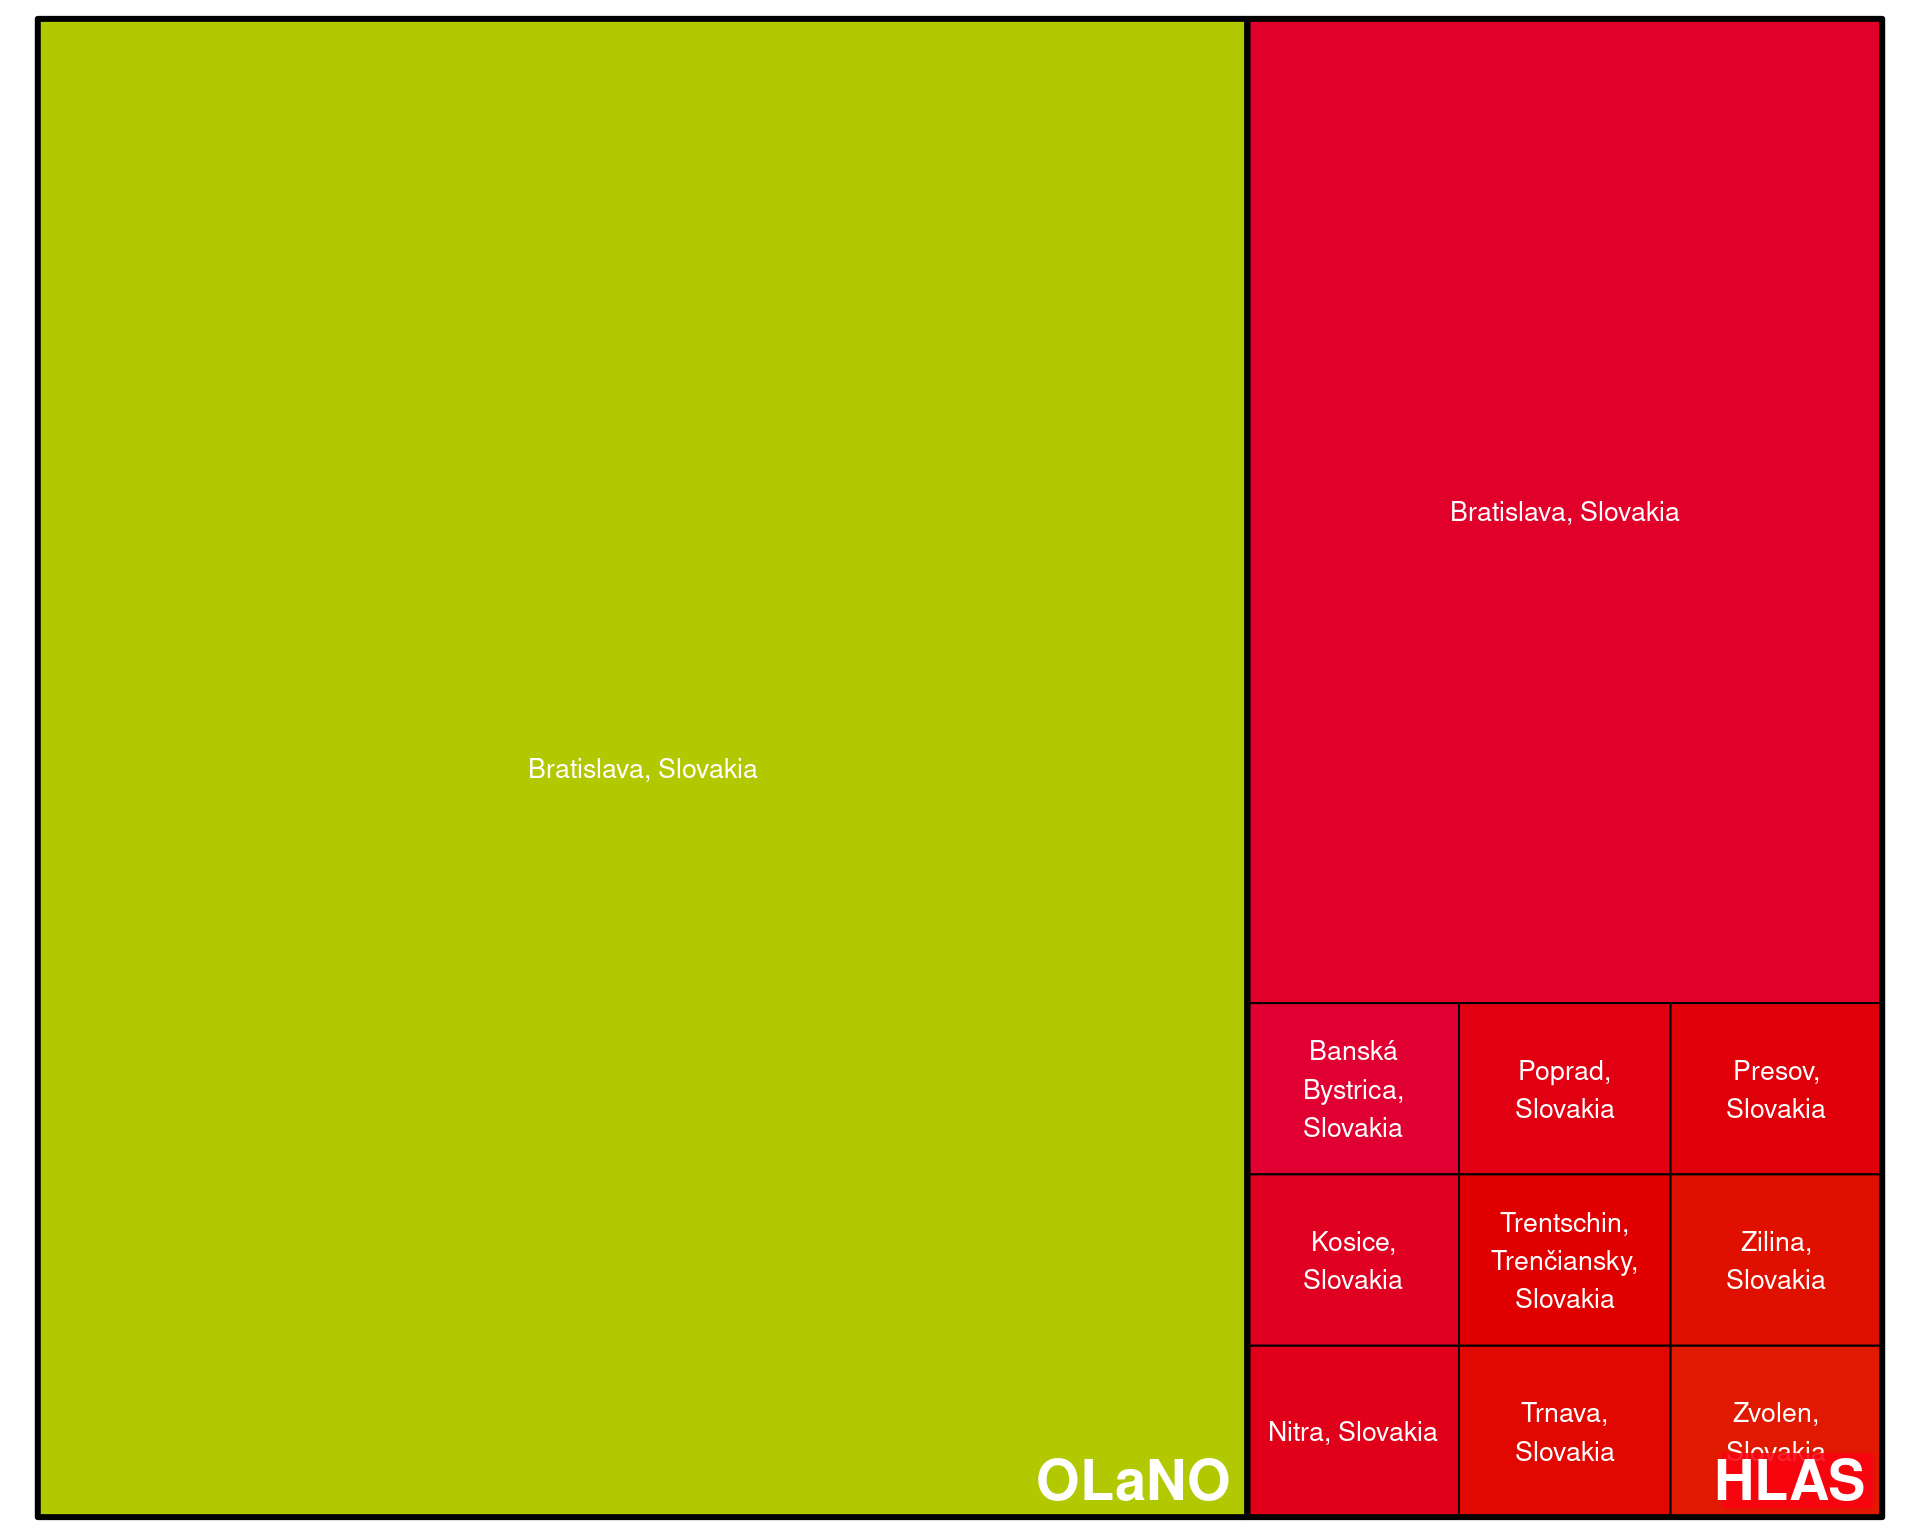 Bratislava, Slovakia
OLaNO
Bratislava, Slovakia
Banská
Bystrica,
Slovakia
Poprad,
Slovakia
Presov,
Slovakia
Kosice,
Slovakia
Trentschin,
Trenčiansky,
Slovakia
Zilina,
Slovakia
Nitra, Slovakia
Trnava,
Slovakia
Zvolen,
Slovakia
HLAS